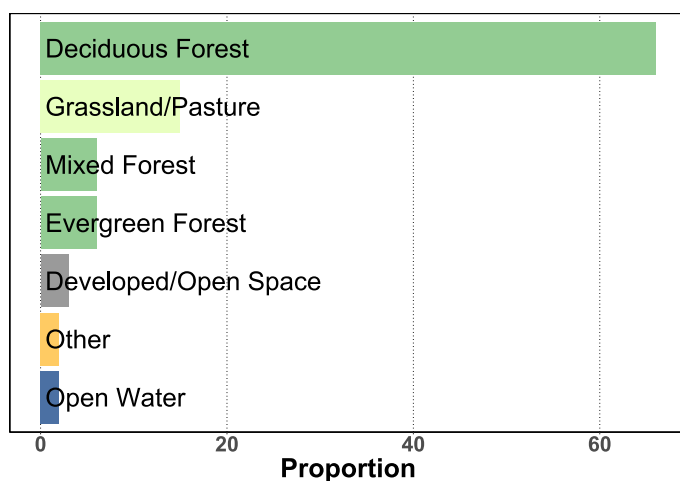 Deciduous Forest
Grassland/Pasture
Mixed Forest
Evergreen Forest
Developed/Open Space
Other
Open Water
0 20 40 60
Proportion